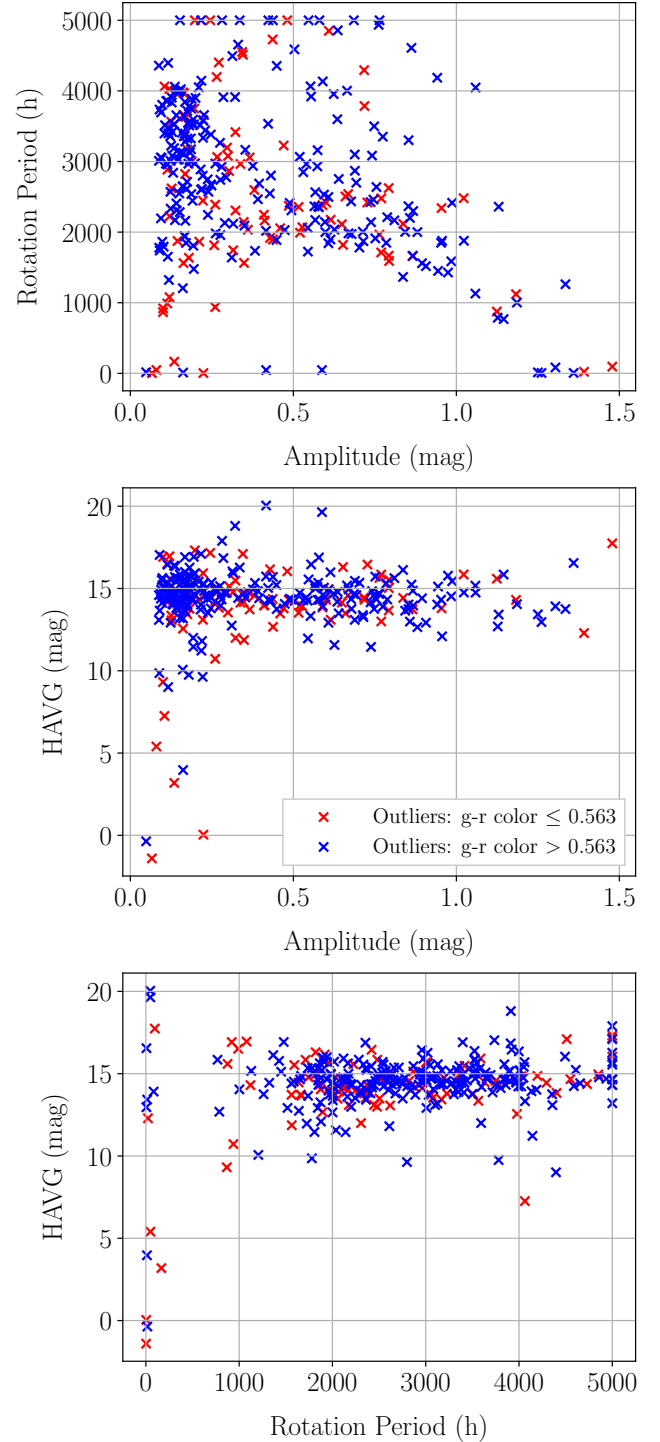 5000
4000
3000
2000
1000
0
Rotation Period (h)
0.0 0.5 1.0 1.5
Amplitude (mag)
20
15
10
5
0
HAVG (mag)
Outliers: g-r color ≤ 0.563
Outliers: g-r color > 0.563
0.0 0.5 1.0 1.5
Amplitude (mag)
20
15
10
5
0
HAVG (mag)
0 1000 2000 3000 4000 5000
Rotation Period (h)